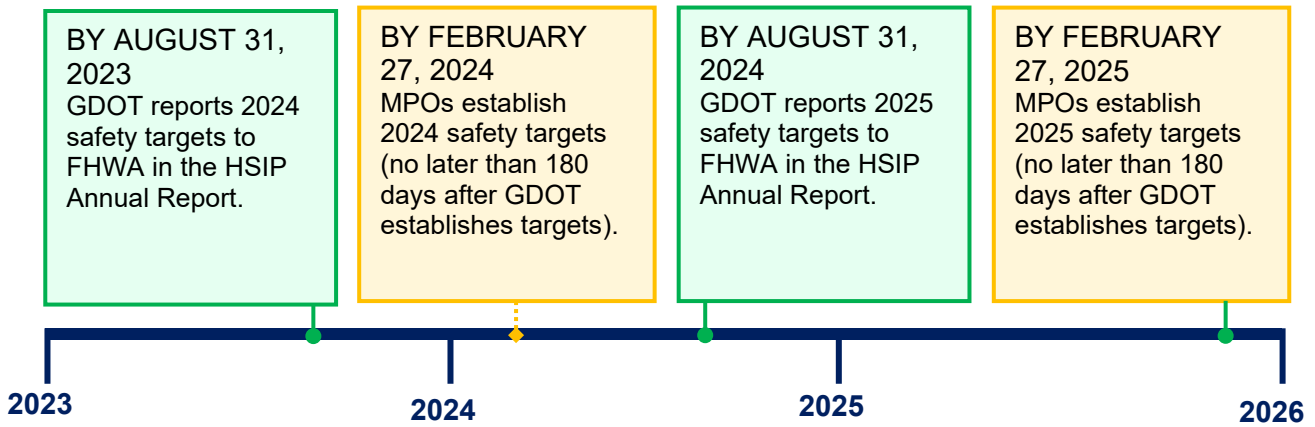 BY AUGUST 31,
2023
GDOT reports 2024
safety targets to
FHWA in the HSIP
Annual Report.
BY FEBRUARY
27, 2024
MPOs establish
2024 safety targets
(no later than 180
days after GDOT
establishes targets).
BY AUGUST 31,
2024
GDOT reports 2025
safety targets to
FHWA in the HSIP
Annual Report.
BY FEBRUARY
27, 2025
MPOs establish
2025 safety targets
(no later than 180
days after GDOT
establishes targets).
2023
2024
2025
2026